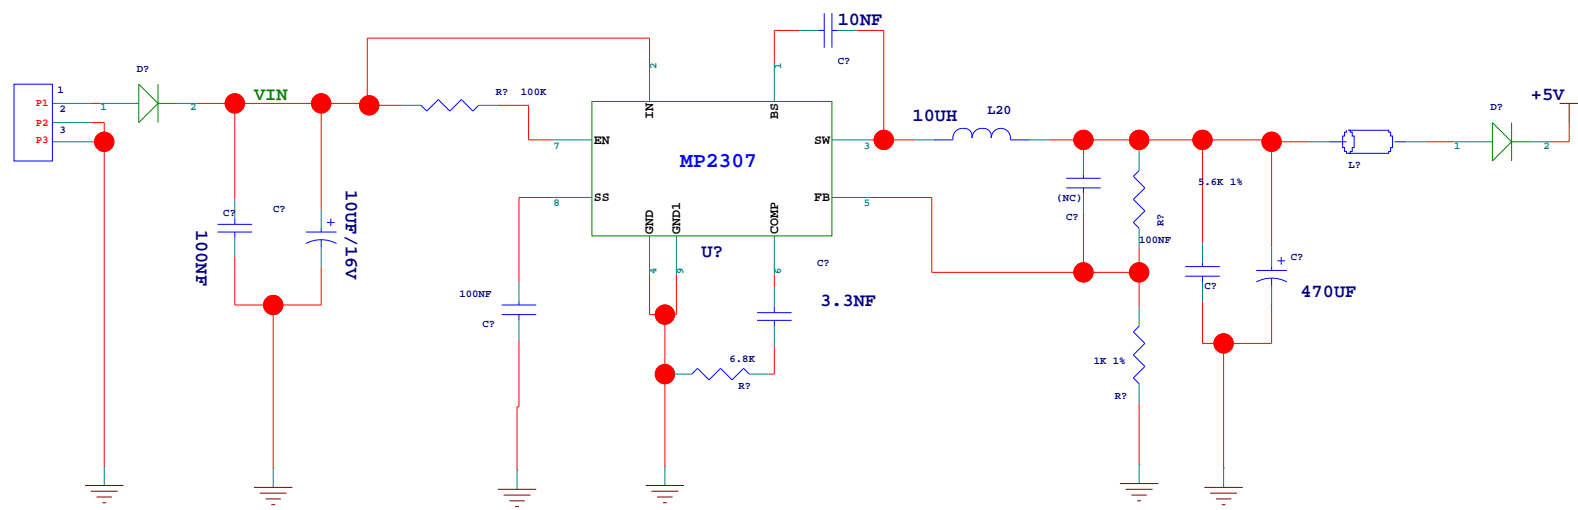 10NF
C?
D?
1
P1
2
P2
3
P3
1
2
VIN
R? 100K
2
IN
1
BS
10UH
L20
D?
+5V
7
EN
MP2307
SW
3
L?
1
2
8
SS
FB
5
GND
GND1
COMP
4
9
6
U?
C?
3.3NF
C?
100NF
C?
+
10UF/16V
100NF
C?
6.8K
R?
(NC)
C?
R?
100NF
5.6K 1%
C?
+
C?
470UF
1K 1%
R?